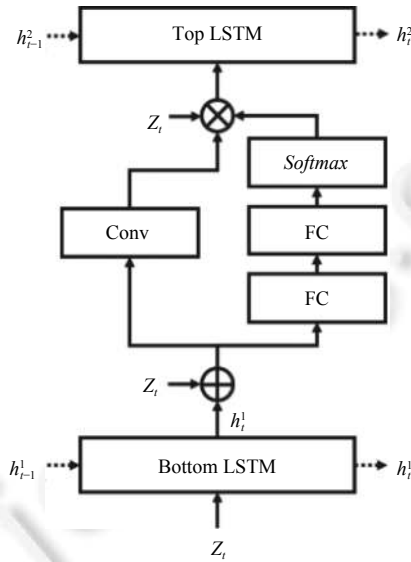 h²ₜ₋₁ Top LSTM h²ₜ
Zₜ
Softmax
Conv FC
FC
Zₜ
h¹ₜ
h¹ₜ₋₁ Bottom LSTM h¹ₜ
Zₜ